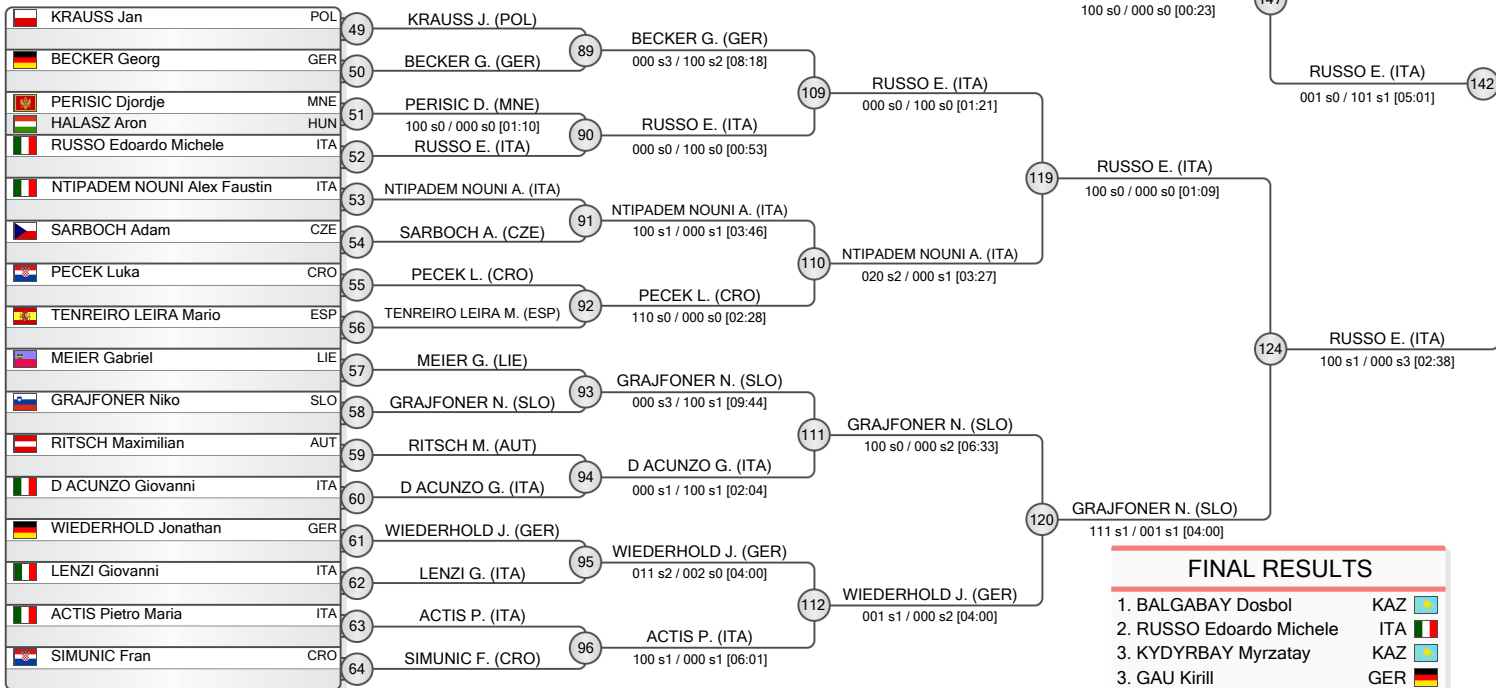 KRAUSS Jan POL
BECKER Georg GER
PERISIC Djordje MNE
HALASZ Aron HUN
RUSSO Edoardo Michele ITA
NTIPADEM NOUNI Alex Faustin ITA
SARBOCH Adam CZE
PECEK Luka CRO
TENREIRO LEIRA Mario ESP
MEIER Gabriel LIE
GRAJFONER Niko SLO
RITSCH Maximilian AUT
D ACUNZO Giovanni ITA
WIEDERHOLD Jonathan GER
LENZI Giovanni ITA
ACTIS Pietro Maria ITA
SIMUNIC Fran CRO
49
50
51
52
53
54
55
56
57
58
59
60
61
62
63
64
KRAUSS J. (POL)
BECKER G. (GER)
PERISIC D. (MNE)
100 s0 / 000 s0 [01:10]
RUSSO E. (ITA)
NTIPADEM NOUNI A. (ITA)
SARBOCH A. (CZE)
PECEK L. (CRO)
TENREIRO LEIRA M. (ESP)
MEIER G. (LIE)
GRAJFONER N. (SLO)
RITSCH M. (AUT)
D ACUNZO G. (ITA)
WIEDERHOLD J. (GER)
LENZI G. (ITA)
ACTIS P. (ITA)
SIMUNIC F. (CRO)
89
90
91
92
93
94
95
96
BECKER G. (GER)
000 s3 / 100 s2 [08:18]
RUSSO E. (ITA)
000 s0 / 100 s0 [00:53]
NTIPADEM NOUNI A. (ITA)
100 s1 / 000 s1 [03:46]
PECEK L. (CRO)
110 s0 / 000 s0 [02:28]
GRAJFONER N. (SLO)
000 s3 / 100 s1 [09:44]
D ACUNZO G. (ITA)
000 s1 / 100 s1 [02:04]
WIEDERHOLD J. (GER)
011 s2 / 002 s0 [04:00]
ACTIS P. (ITA)
100 s1 / 000 s1 [06:01]
109
110
111
112
RUSSO E. (ITA)
000 s0 / 100 s0 [01:21]
NTIPADEM NOUNI A. (ITA)
020 s2 / 000 s1 [03:27]
GRAJFONER N. (SLO)
100 s0 / 000 s2 [06:33]
WIEDERHOLD J. (GER)
001 s1 / 000 s2 [04:00]
119
120
100 s0 / 000 s0 [00:23]
RUSSO E. (ITA)
100 s0 / 000 s0 [01:09]
GRAJFONER N. (SLO)
111 s1 / 001 s1 [04:00]
124
RUSSO E. (ITA)
001 s0 / 101 s1 [05:01]
142
RUSSO E. (ITA)
100 s1 / 000 s3 [02:38]
FINAL RESULTS
1. BALGABAY Dosbol KAZ
2. RUSSO Edoardo Michele ITA
3. KYDYRBAY Myrzatay KAZ
3. GAU Kirill GER